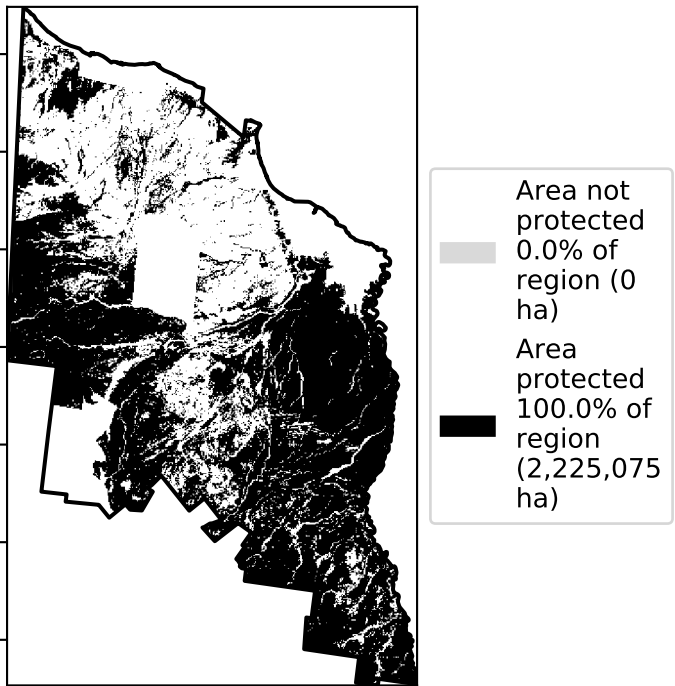 Area not
protected
0.0% of
region (0
ha)
Area
protected
100.0% of
region
(2,225,075
ha)